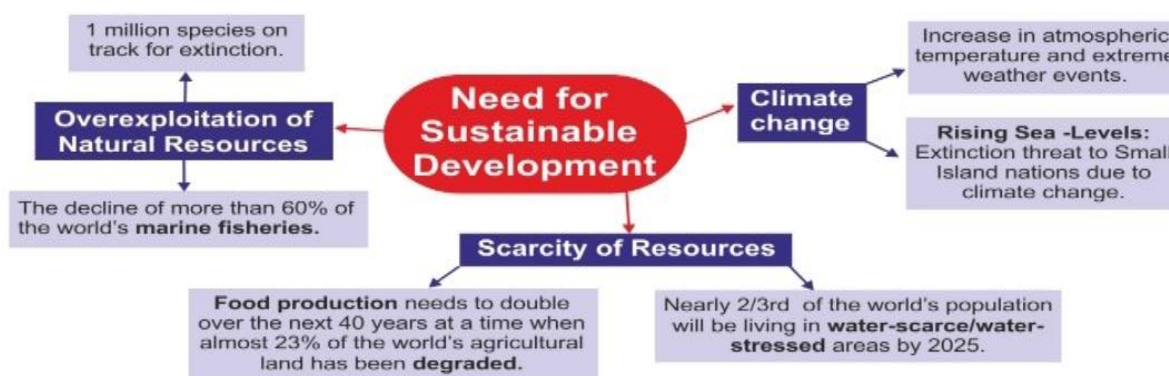 Need for
Sustainable
Development
Overexploitation of
Natural Resources
1 million species on
track for extinction.
The decline of more than 60% of
the world's marine fisheries.
Climate
change
Increase in atmospheric
temperature and extreme
weather events.
Rising Sea -Levels:
Extinction threat to Small
Island nations due to
climate change.
Scarcity of Resources
Food production needs to double
over the next 40 years at a time when
almost 23% of the world's agricultural
land has been degraded.
Nearly 2/3rd of the world's population
will be living in water-scarce/water-
stressed areas by 2025.